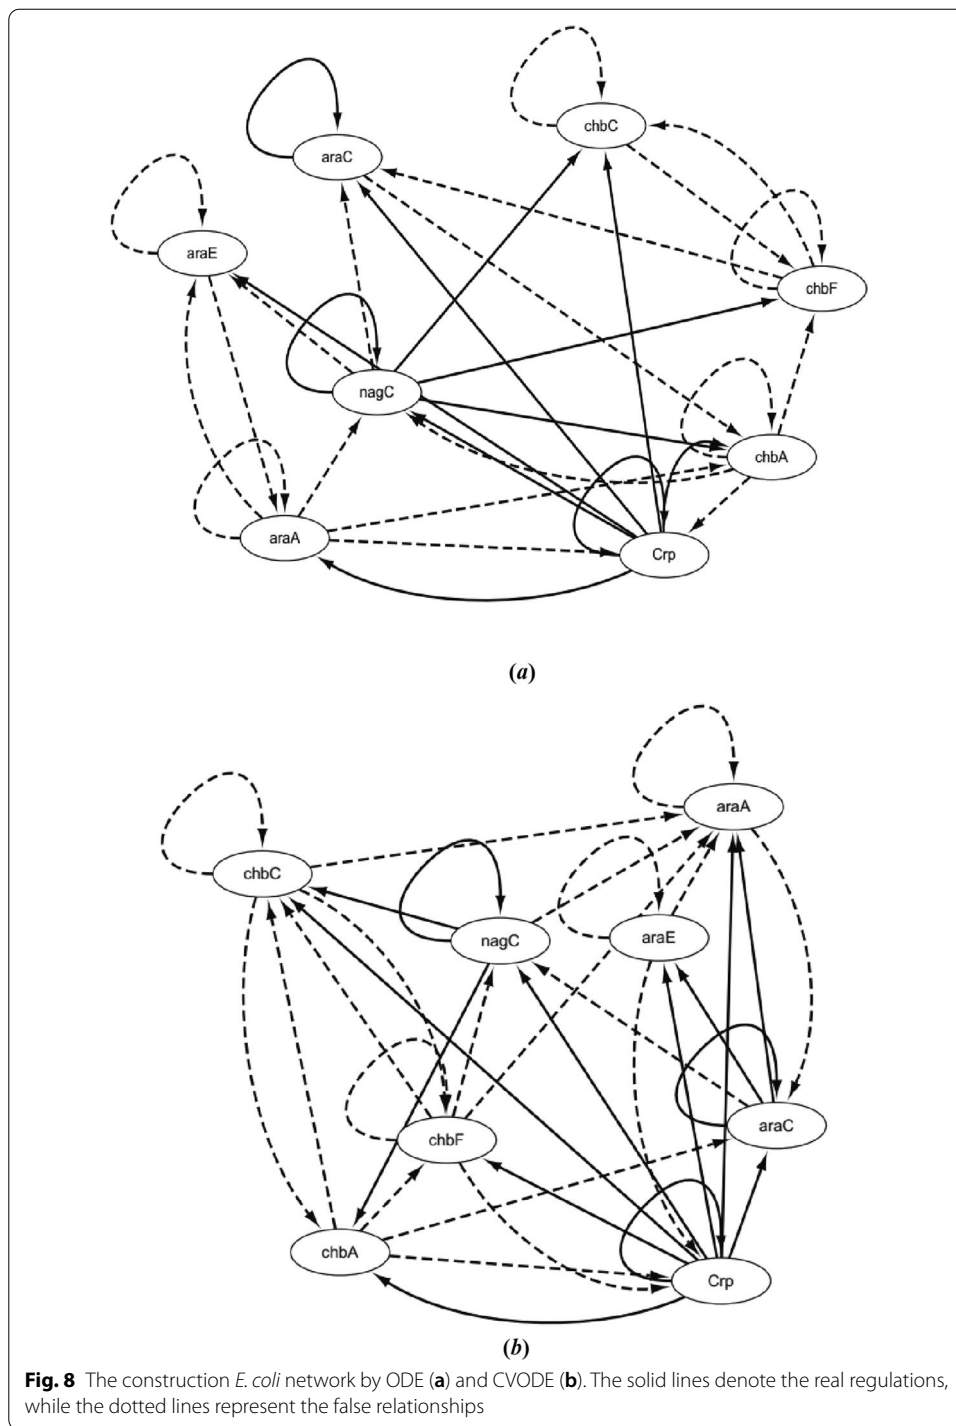 chbC
araC
araE
chbF
nagC
chbA
araA
Crp
(a)
araA
chbC
nagC
araE
araC
chbF
chbA
Crp
(b)
Fig. 8 The construction E. coli network by ODE (a) and CVODE (b). The solid lines denote the real regulations,
while the dotted lines represent the false relationships